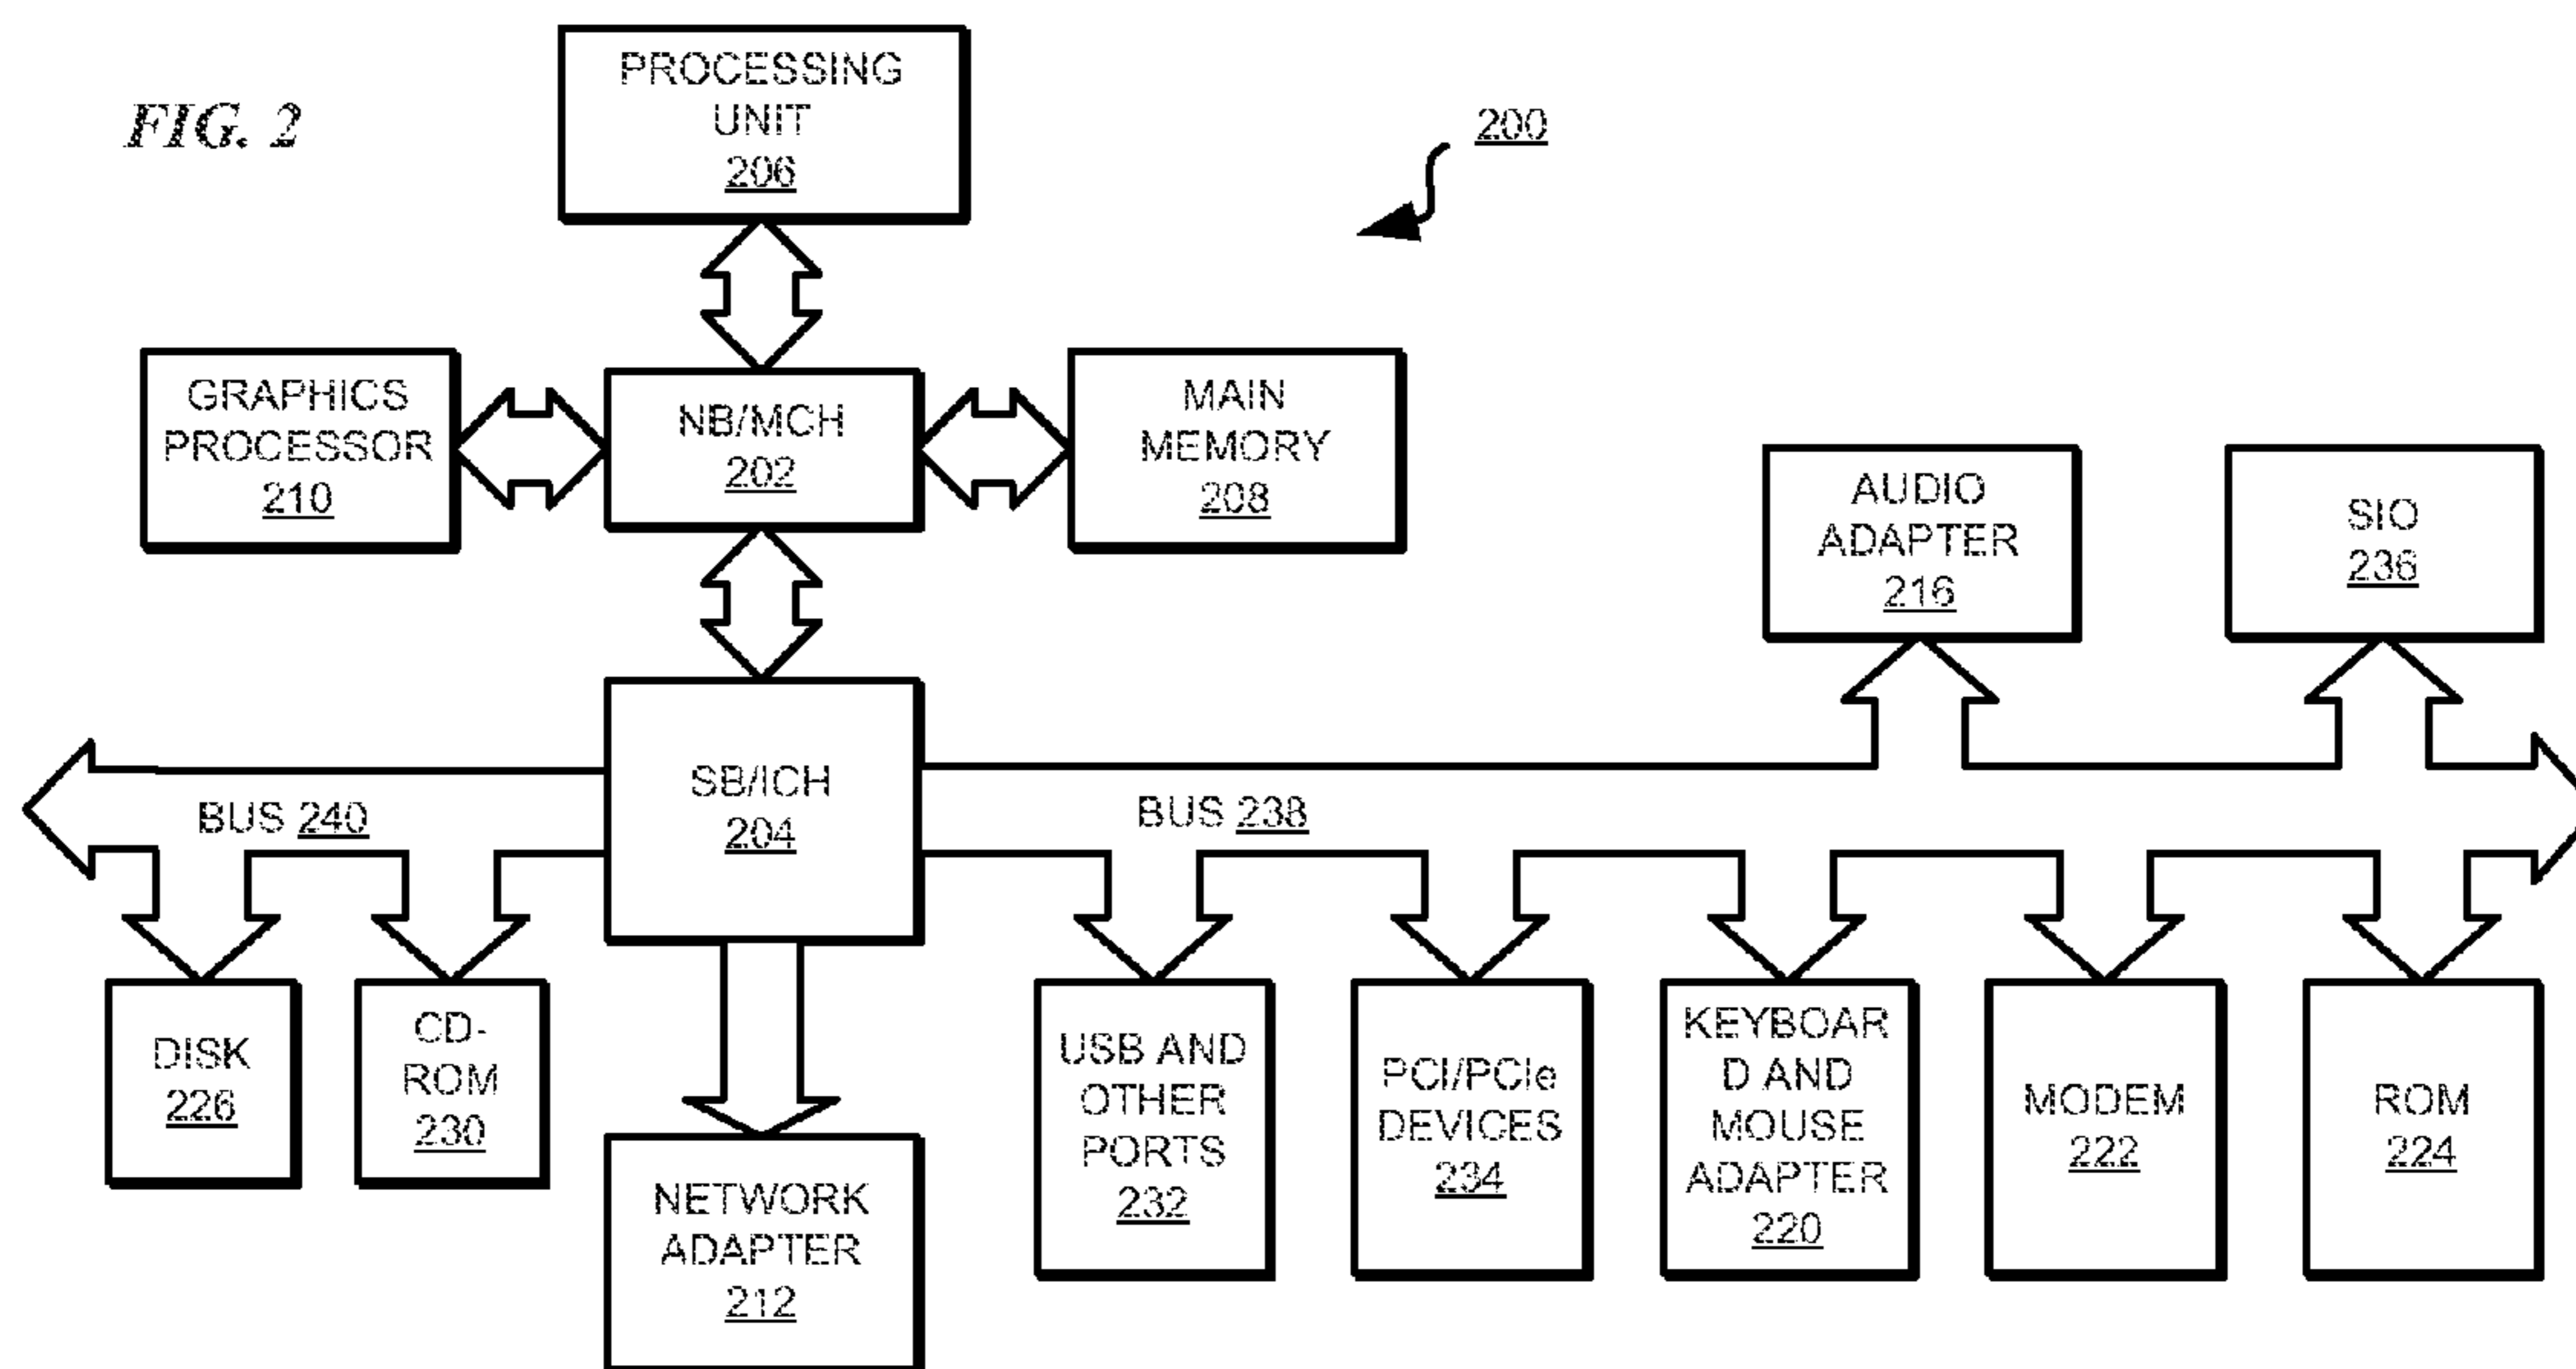 FIG. 2
PROCESSING
UNIT
206
200
GRAPHICS
PROCESSOR
210
NB/MCH
202
MAIN
MEMORY
208
AUDIO
ADAPTER
216
SIO
236
SB/ICH
204
BUS 240
BUS 238
DISK
226
CD-
ROM
230
NETWORK
ADAPTER
212
USB AND
OTHER
PORTS
232
PCI/PCIe
DEVICES
234
KEYBOAR
D AND
MOUSE
ADAPTER
220
MODEM
222
ROM
224